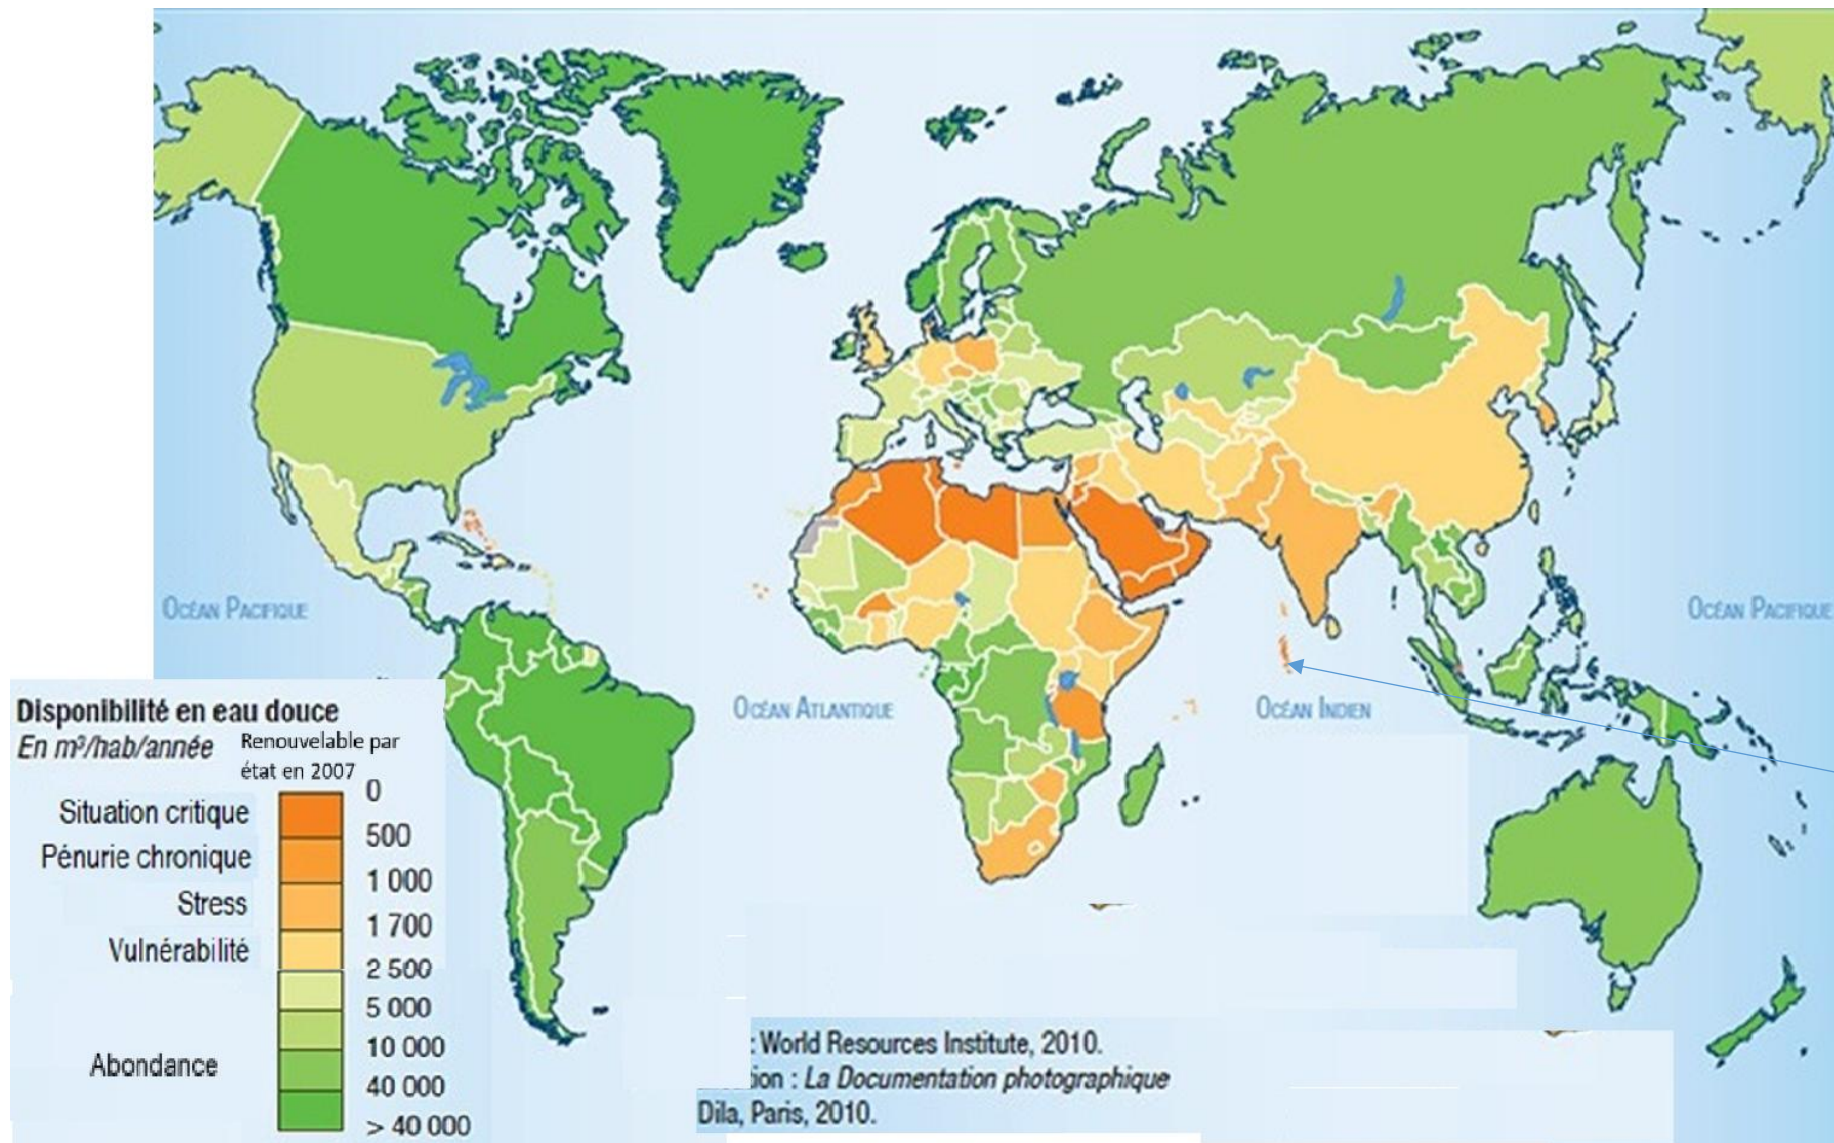 OCÉAN PACIFIQUE
OCÉAN PACIFIQUE
OCÉAN ATLANTIQUE
OCÉAN INDIEN
Disponibilité en eau douce
En m³/hab/année
Renouvelable par
état en 2007
0
Situation critique
500
Pénurie chronique
1 000
Stress
1 700
Vulnérabilité
2 500
5 000
10 000
Abondance
40 000
> 40 000
: World Resources Institute, 2010.
: La Documentation photographique
Dila, Paris, 2010.